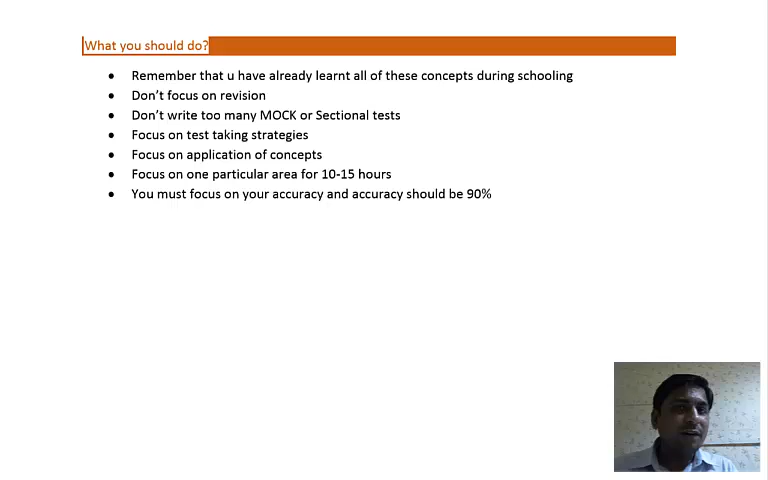 What you should do?
• Remember that u have already learnt all of these concepts during schooling
• Don't focus on revision
• Don't write too many MOCK or Sectional tests
• Focus on test taking strategies
• Focus on application of concepts
• Focus on one particular area for 10-15 hours
• You must focus on your accuracy and accuracy should be 90%